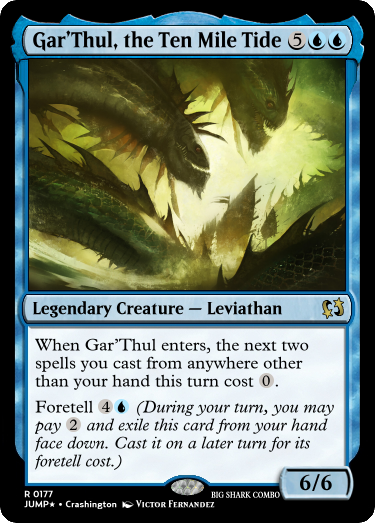 Gar'Thul, the Ten Mile Tide 5
Legendary Creature — Leviathan
When Gar'Thul enters, the next two
spells you cast from anywhere other
than your hand this turn cost 0.
Foretell 4 (During your turn, you may
pay 2 and exile this card from your hand
face down. Cast it on a later turn for its
foretell cost.)
6/6
R 0177
JUMP★ • Crashington Victor Fernandez
BIG SHARK COMBO